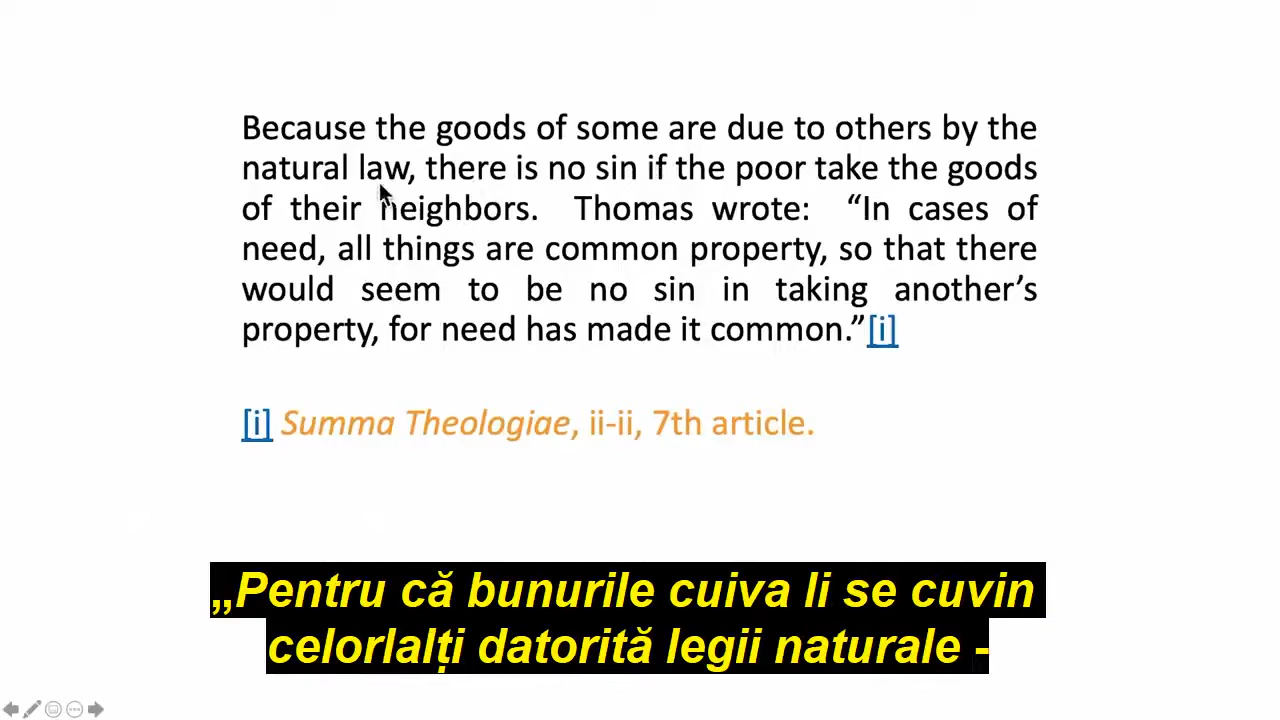 Because the goods of some are due to others by the
natural law, there is no sin if the poor take the goods
of their neighbors. Thomas wrote: “In cases of
need, all things are common property, so that there
would seem to be no sin in taking another’s
property, for need has made it common.”[i]
[i] Summa Theologiae, ii-ii, 7th article.
„Pentru că bunurile cuiva li se cuvin
celorlalți datorită legii naturale -